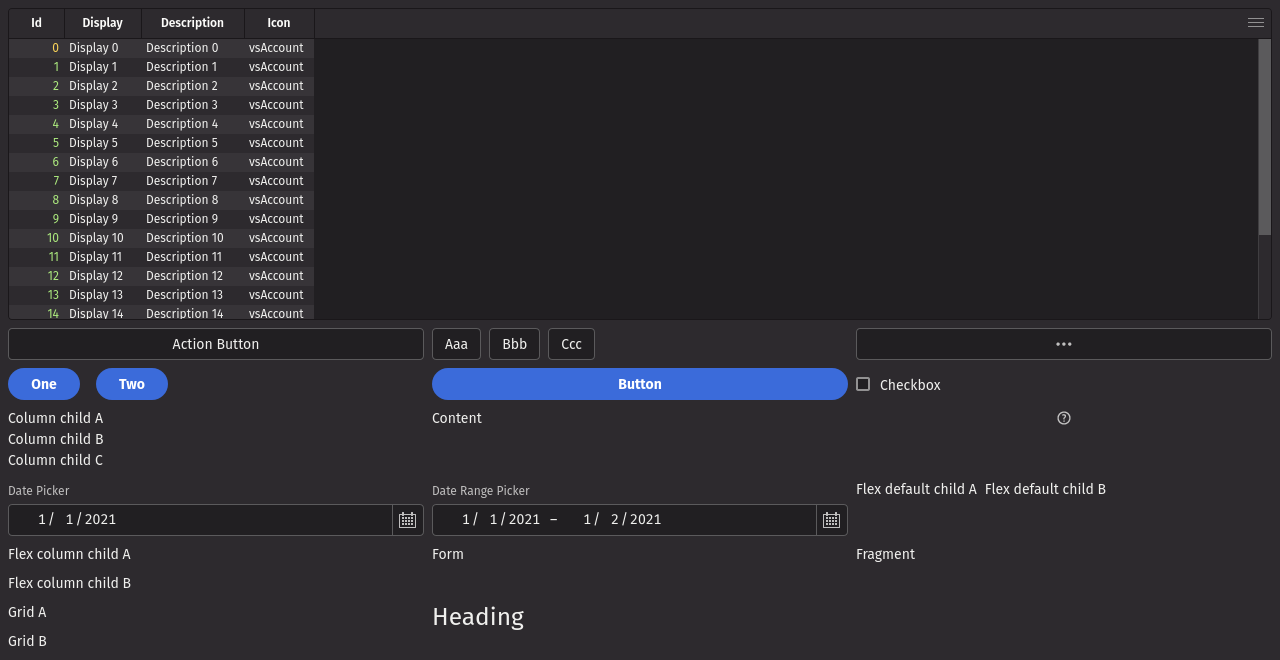 Id Display Description Icon
0 Display 0 Description 0 vsAccount
1 Display 1 Description 1 vsAccount
2 Display 2 Description 2 vsAccount
3 Display 3 Description 3 vsAccount
4 Display 4 Description 4 vsAccount
5 Display 5 Description 5 vsAccount
6 Display 6 Description 6 vsAccount
7 Display 7 Description 7 vsAccount
8 Display 8 Description 8 vsAccount
9 Display 9 Description 9 vsAccount
10 Display 10 Description 10 vsAccount
11 Display 11 Description 11 vsAccount
12 Display 12 Description 12 vsAccount
13 Display 13 Description 13 vsAccount
14 Display 14 Description 14 vsAccount
Action Button Aaa Bbb Ccc
One Two Button Checkbox
Column child A Content
Column child B
Column child C
Date Picker Date Range Picker Flex default child A Flex default child B
1 / 1 / 2021 1 / 1 / 2021 – 1 / 2 / 2021
Flex column child A Form Fragment
Flex column child B
Grid A Heading
Grid B